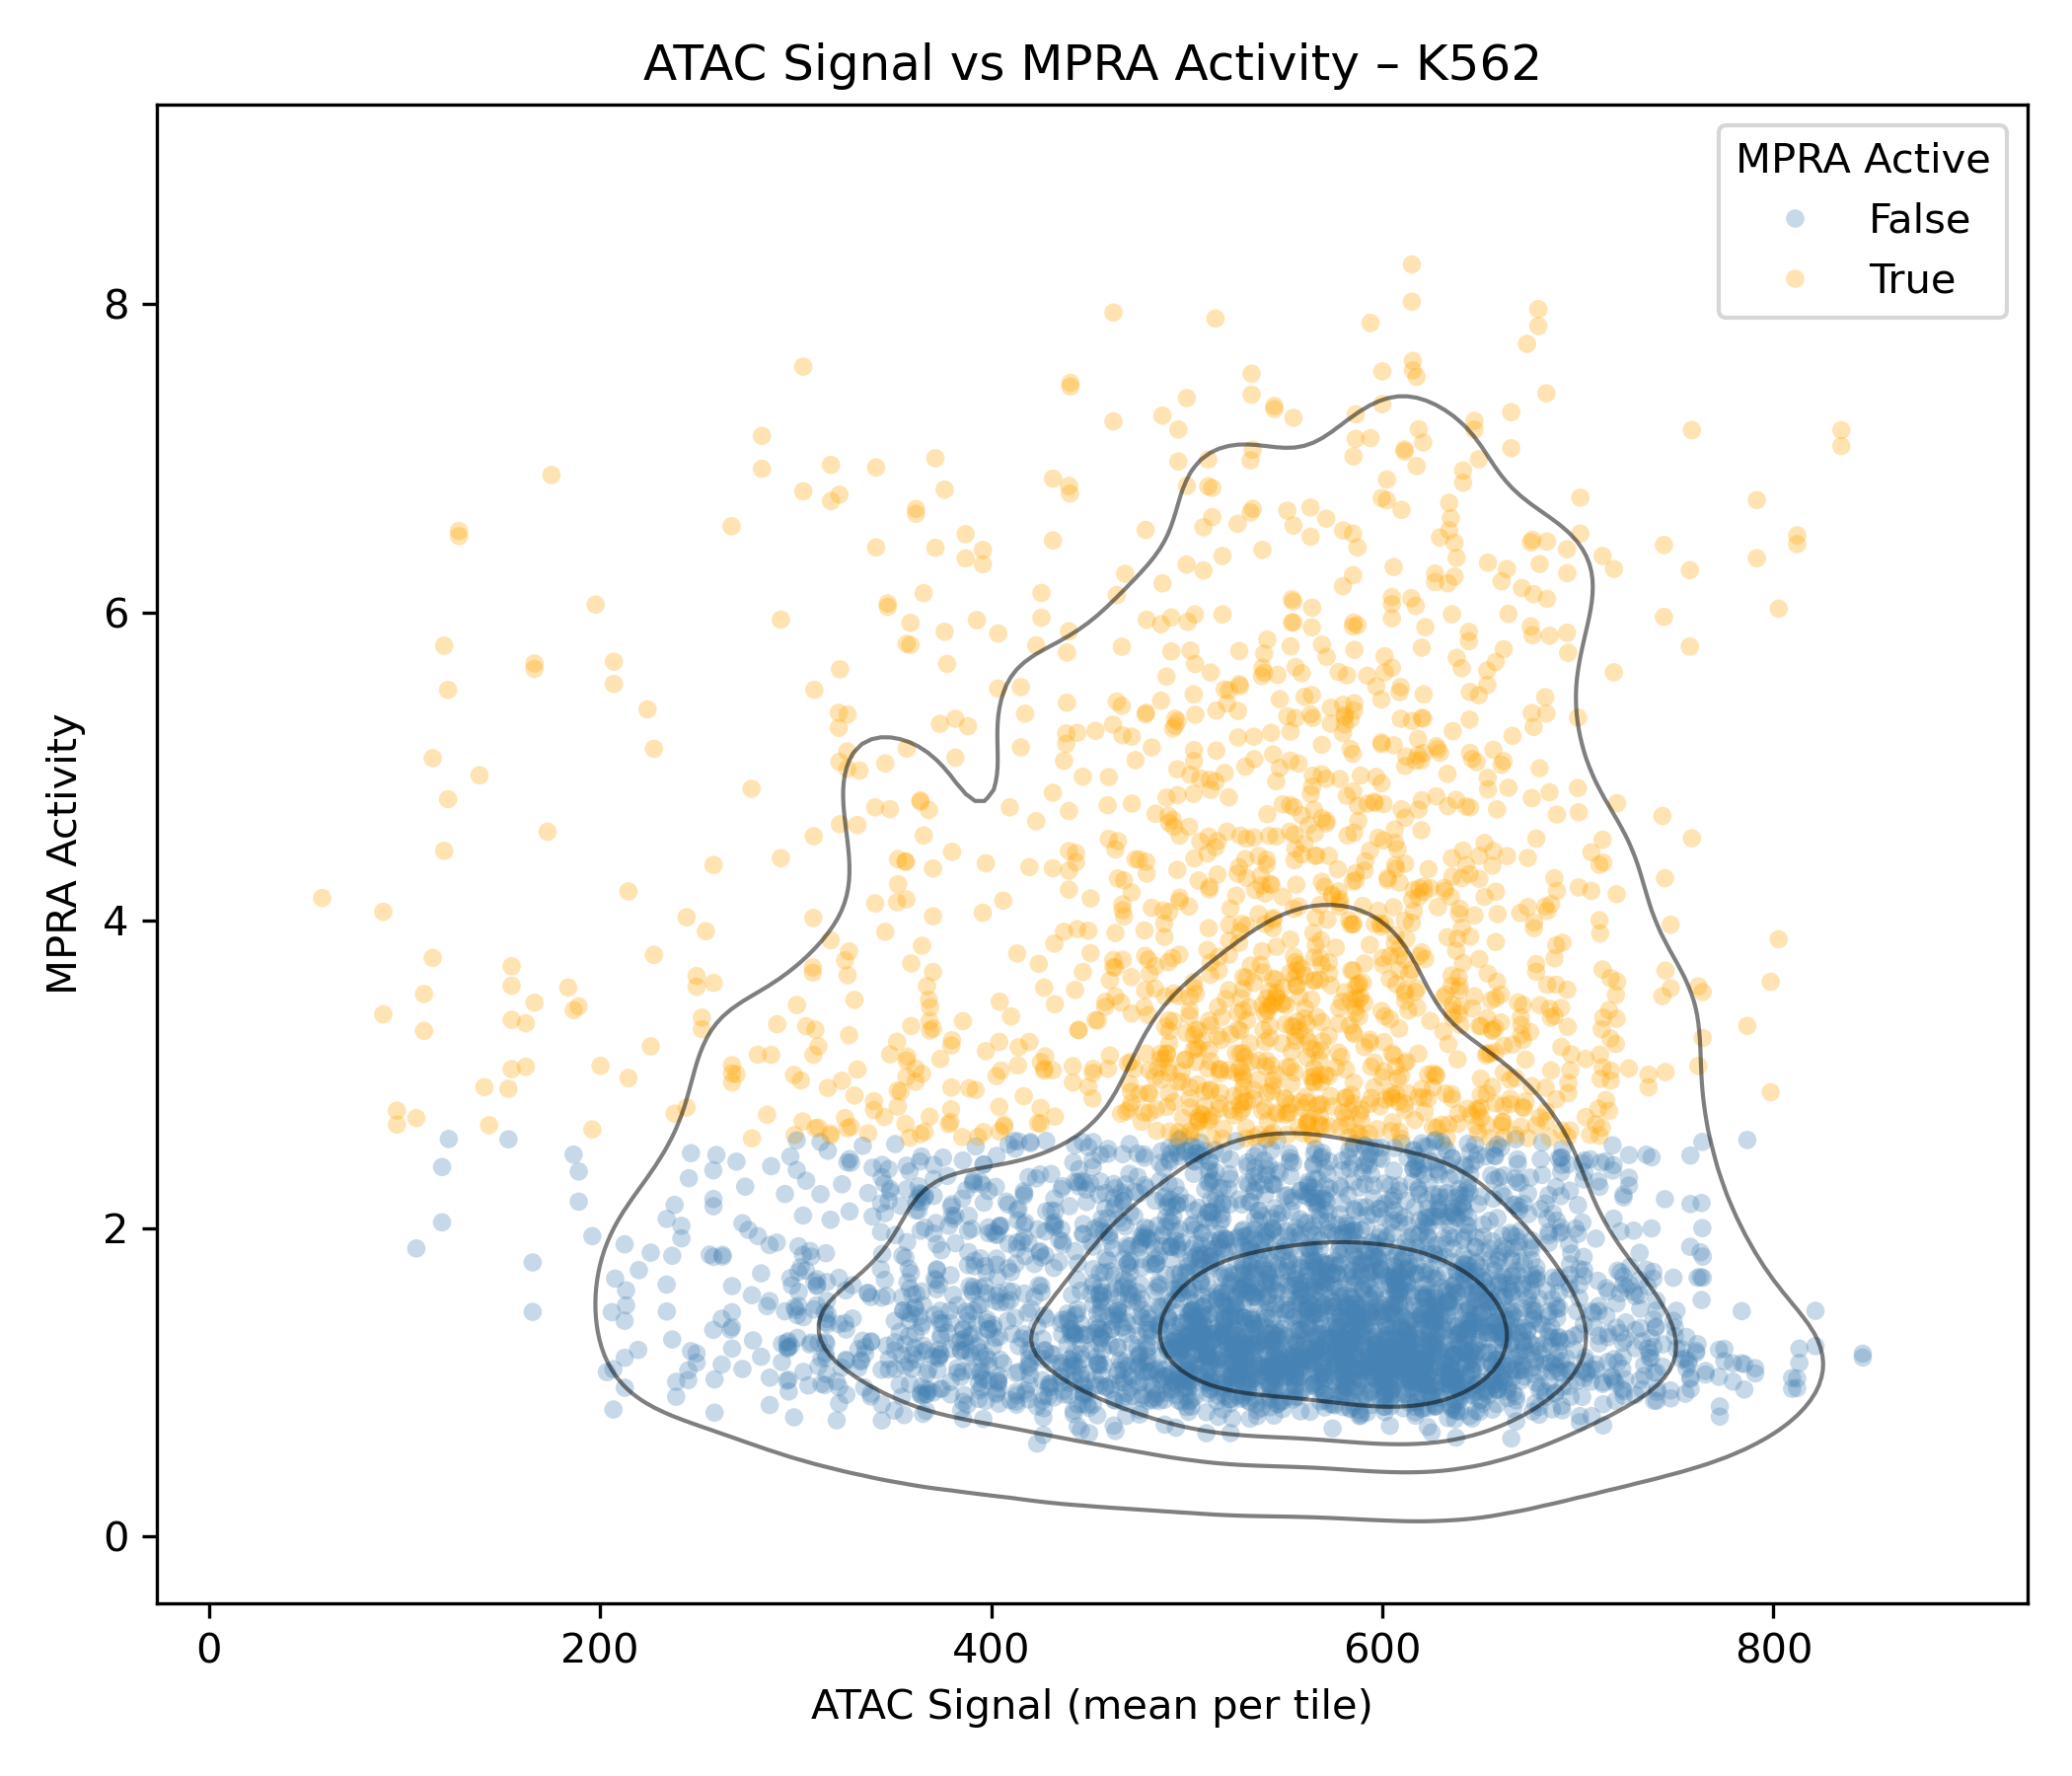 ATAC Signal vs MPRA Activity – K562
MPRA Active
False
True
MPRA Activity
8
6
4
2
0
0 200 400 600 800
ATAC Signal (mean per tile)